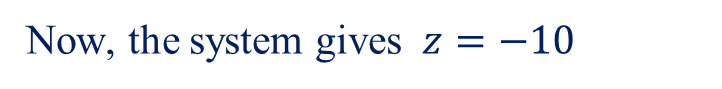 Now, the system gives z = −10